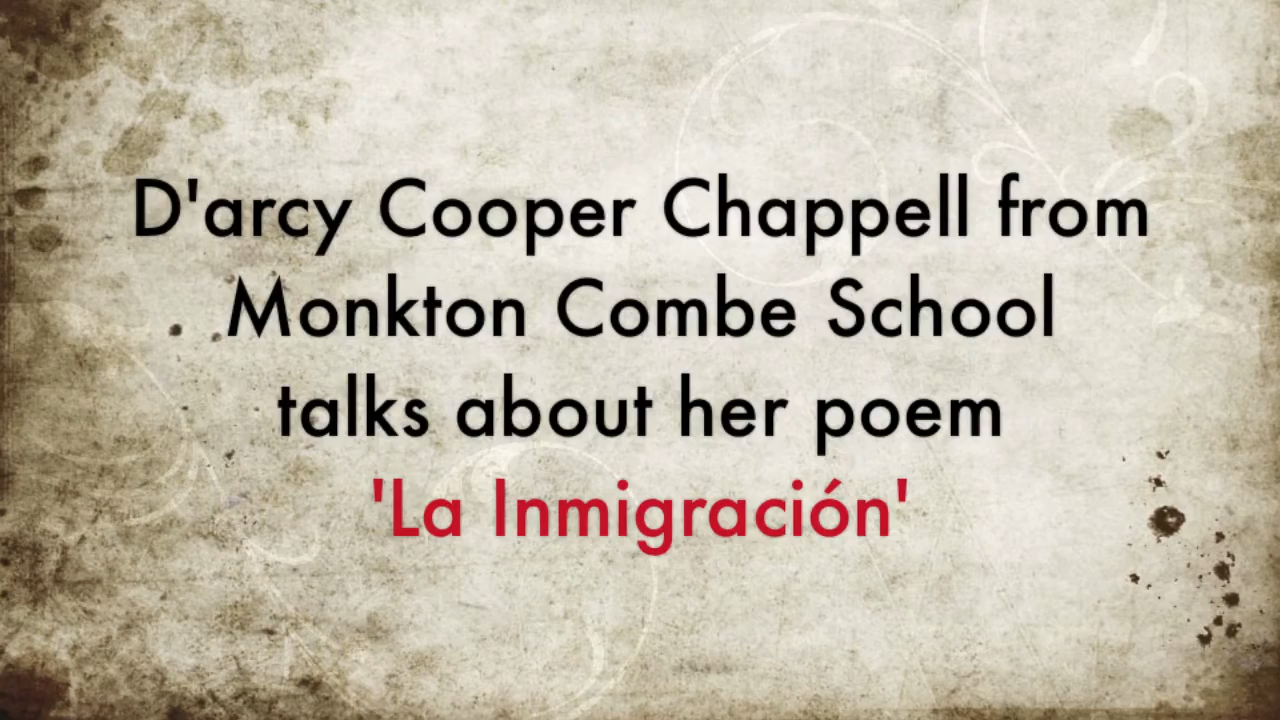 D'arcy Cooper Chappell from
Monkton Combe School
talks about her poem
'La Inmigración'